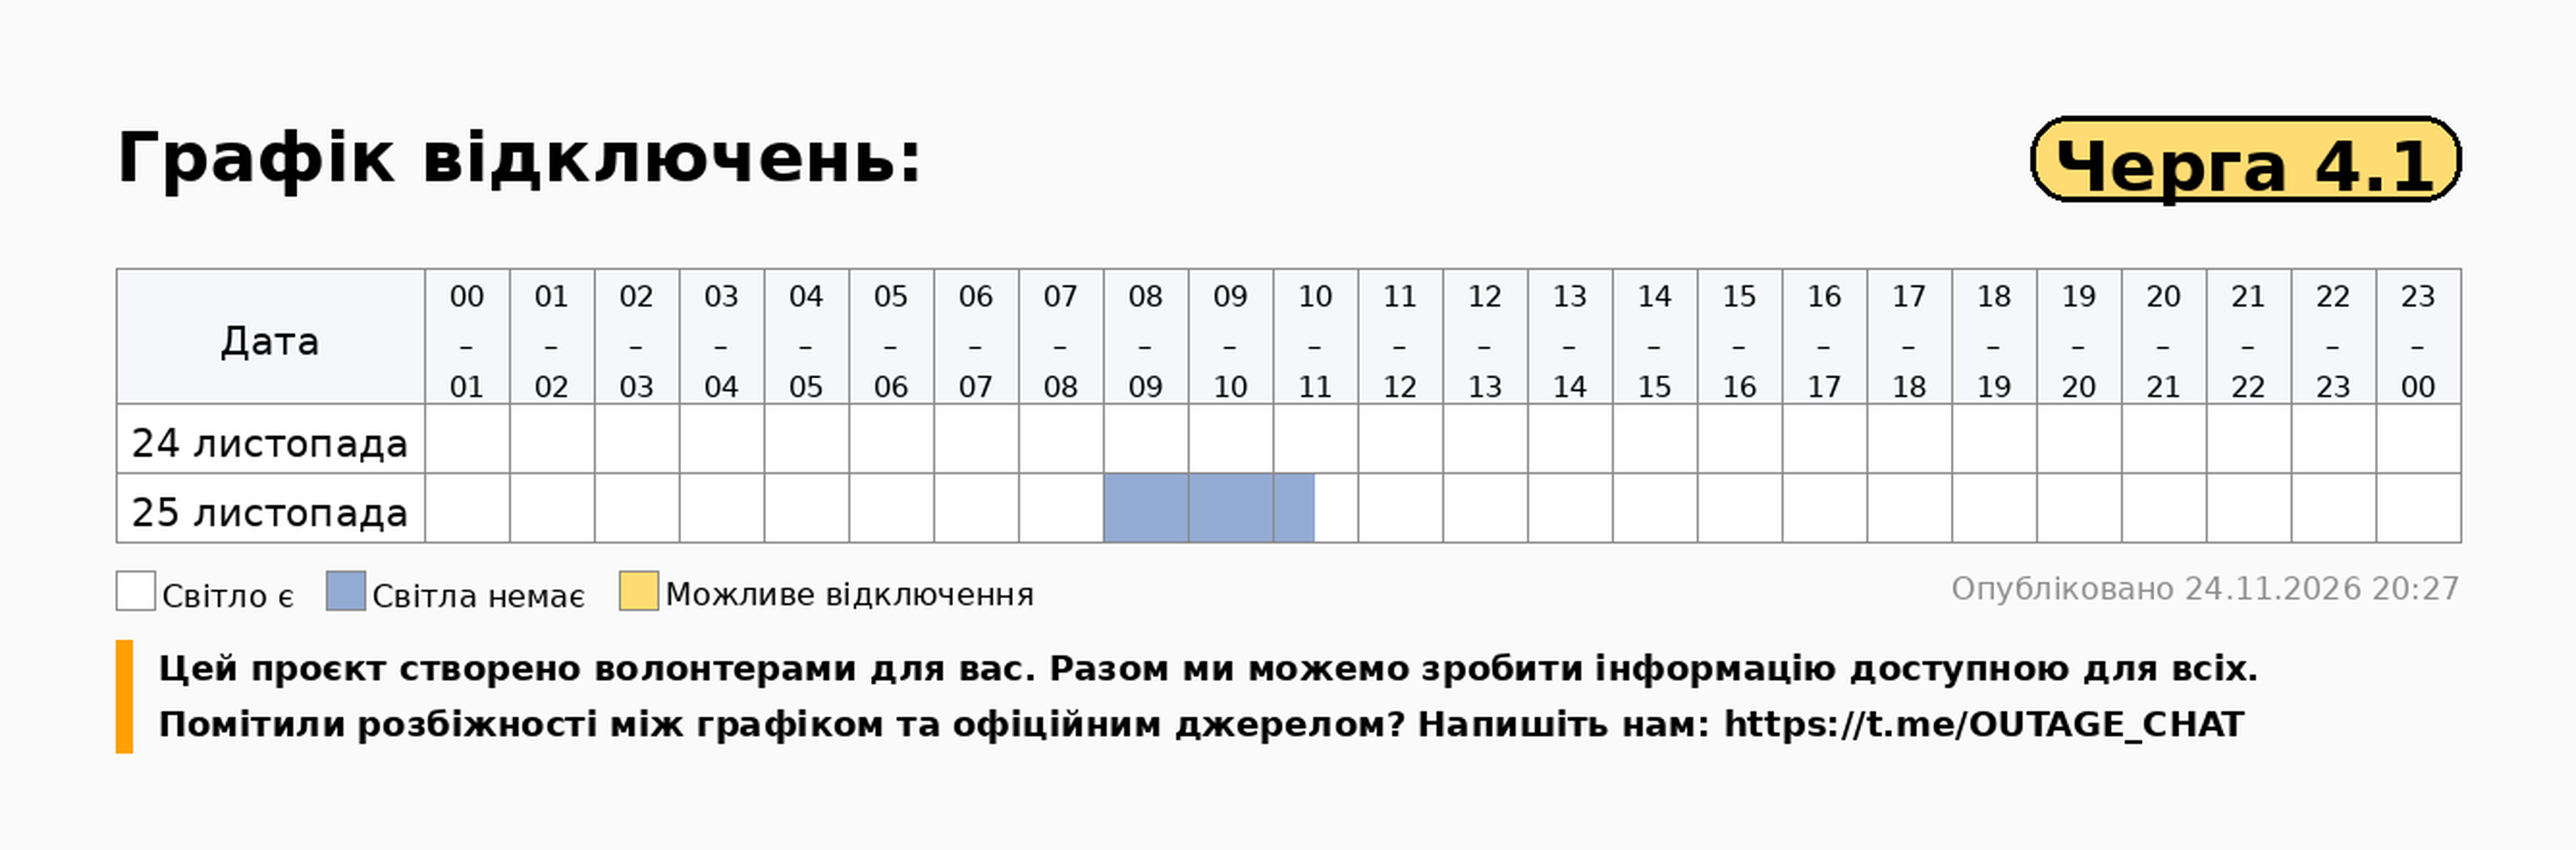 Графік відключень:
Черга 4.1
Дата
00 – 01
01 – 02
02 – 03
03 – 04
04 – 05
05 – 06
06 – 07
07 – 08
08 – 09
09 – 10
10 – 11
11 – 12
12 – 13
13 – 14
14 – 15
15 – 16
16 – 17
17 – 18
18 – 19
19 – 20
20 – 21
21 – 22
22 – 23
23 – 00
24 листопада
25 листопада
Світло є
Світла немає
Можливе відключення
Опубліковано 24.11.2026 20:27
Цей проєкт створено волонтерами для вас. Разом ми можемо зробити інформацію доступною для всіх.
Помітили розбіжності між графіком та офіційним джерелом? Напишіть нам: https://t.me/OUTAGE_CHAT